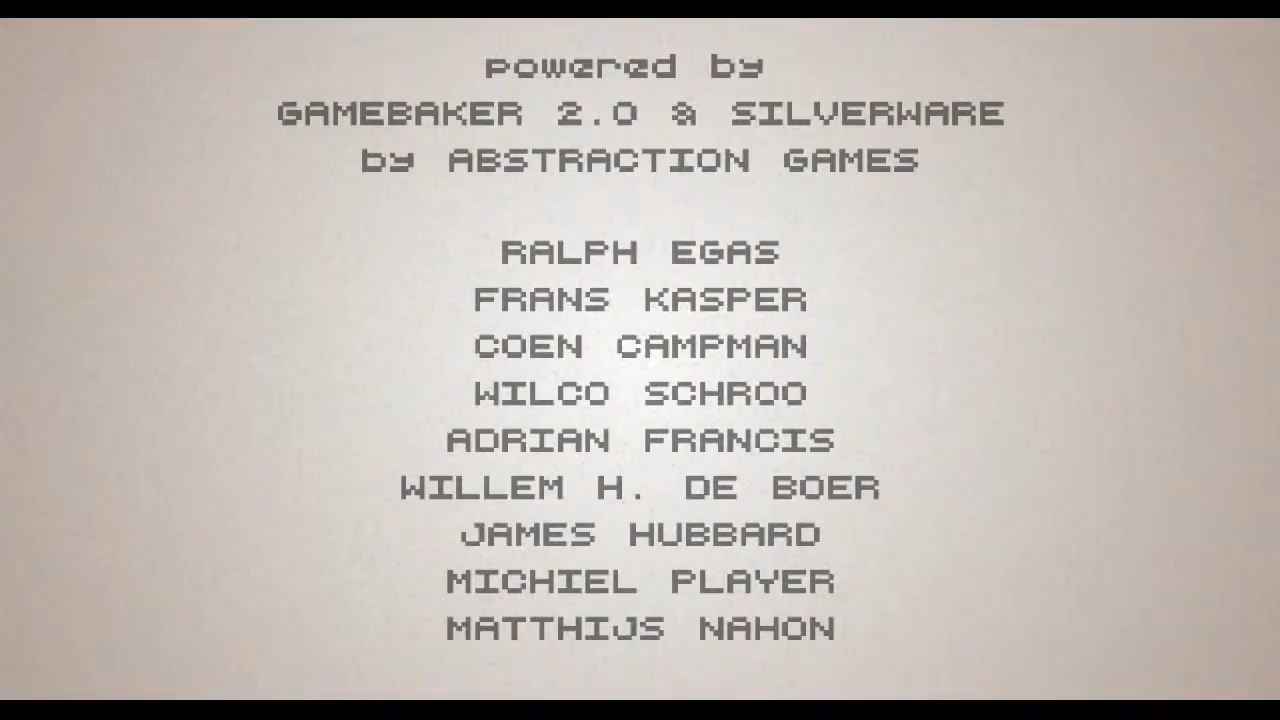 powered by
GAMEBAKER 2.0 & SILVERWARE
by ABSTRACTION GAMES
RALPH EGAS
FRANS KASPER
COEN CAMPMAN
WILCO SCHROO
ADRIAN FRANCIS
WILLEM H. DE BOER
JAMES HUBBARD
MICHIEL PLAYER
MATTHIJS NAHON